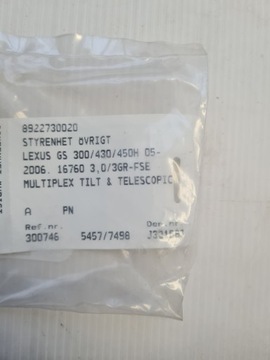 8922730020
STYRENHET ÖVRIGT
LEXUS GS 300/430/450H 05-
2006. 16760 3,0/3GR-FSE
MULTIPLEX TILT & TELESCOPIC
A PN
Ref.nr.
300746 5457/7498